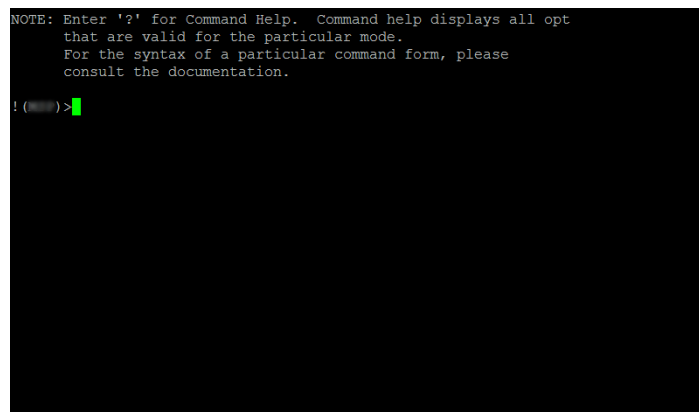 NOTE: Enter '?' for Command Help.  Command help displays all opt
that are valid for the particular mode.
For the syntax of a particular command form, please
consult the documentation.
!( )>